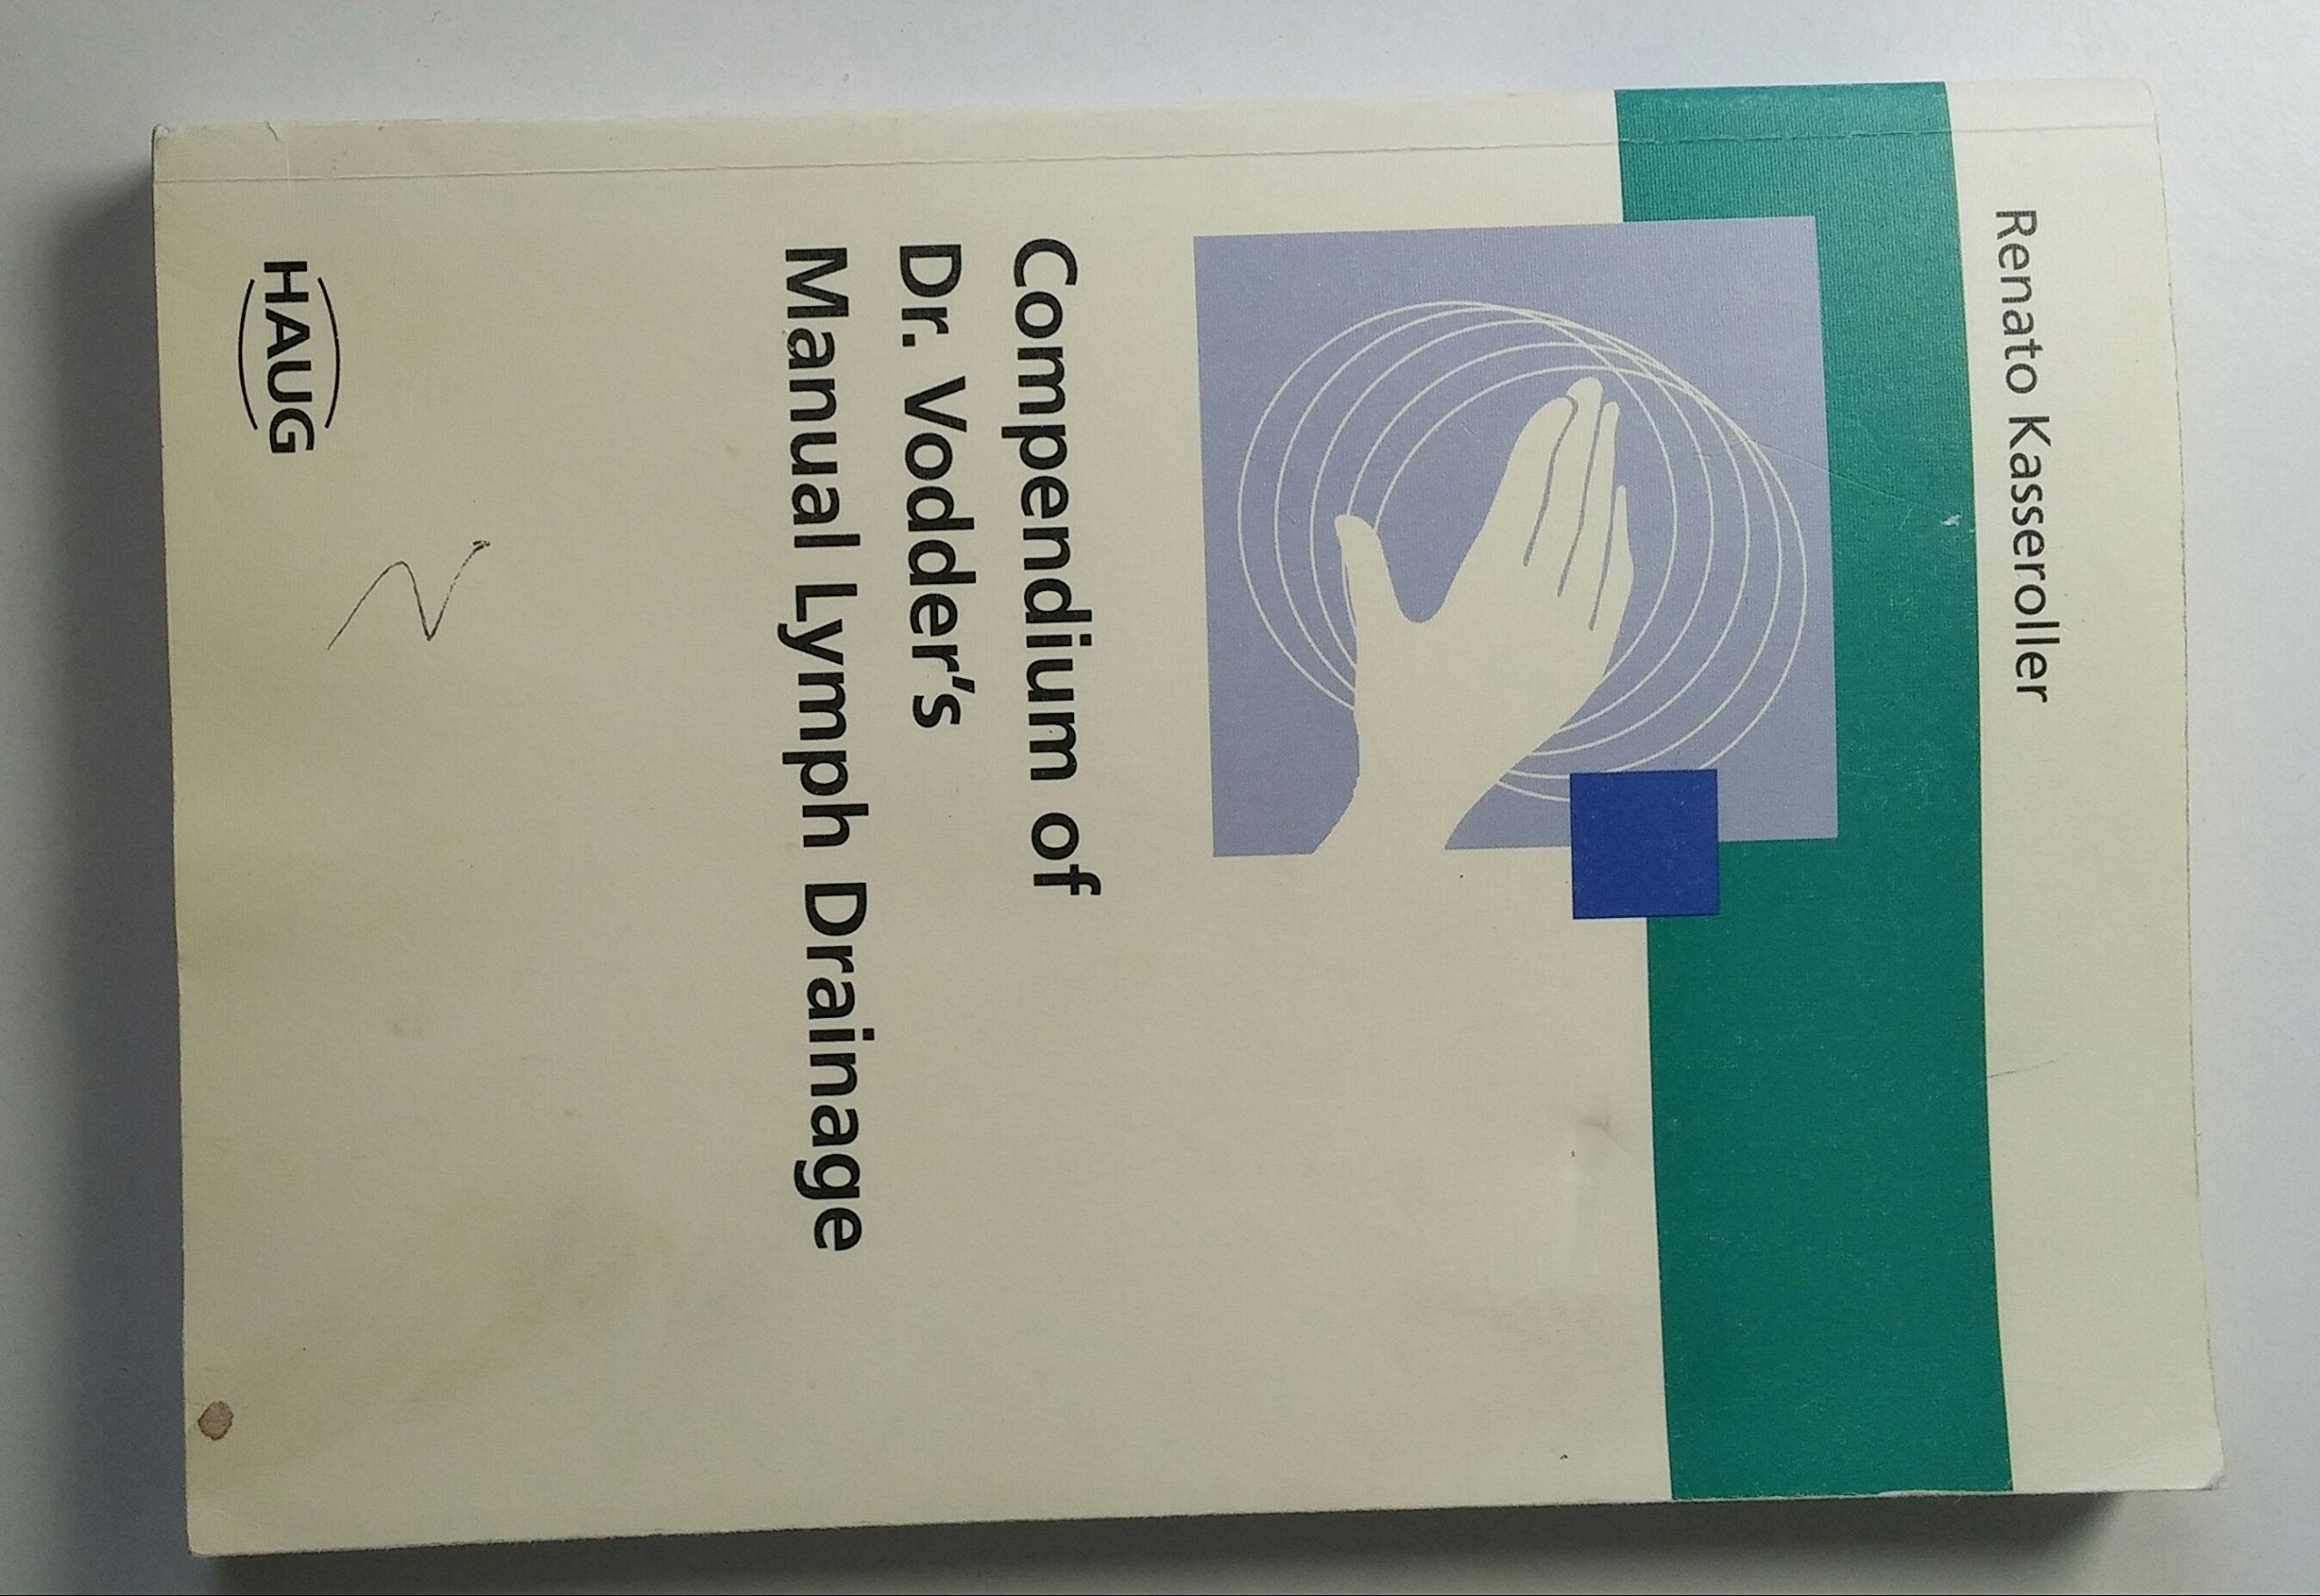 Renato Kasseroller
Compendium of
Dr. Vodder's
Manual Lymph Drainage
HAUG